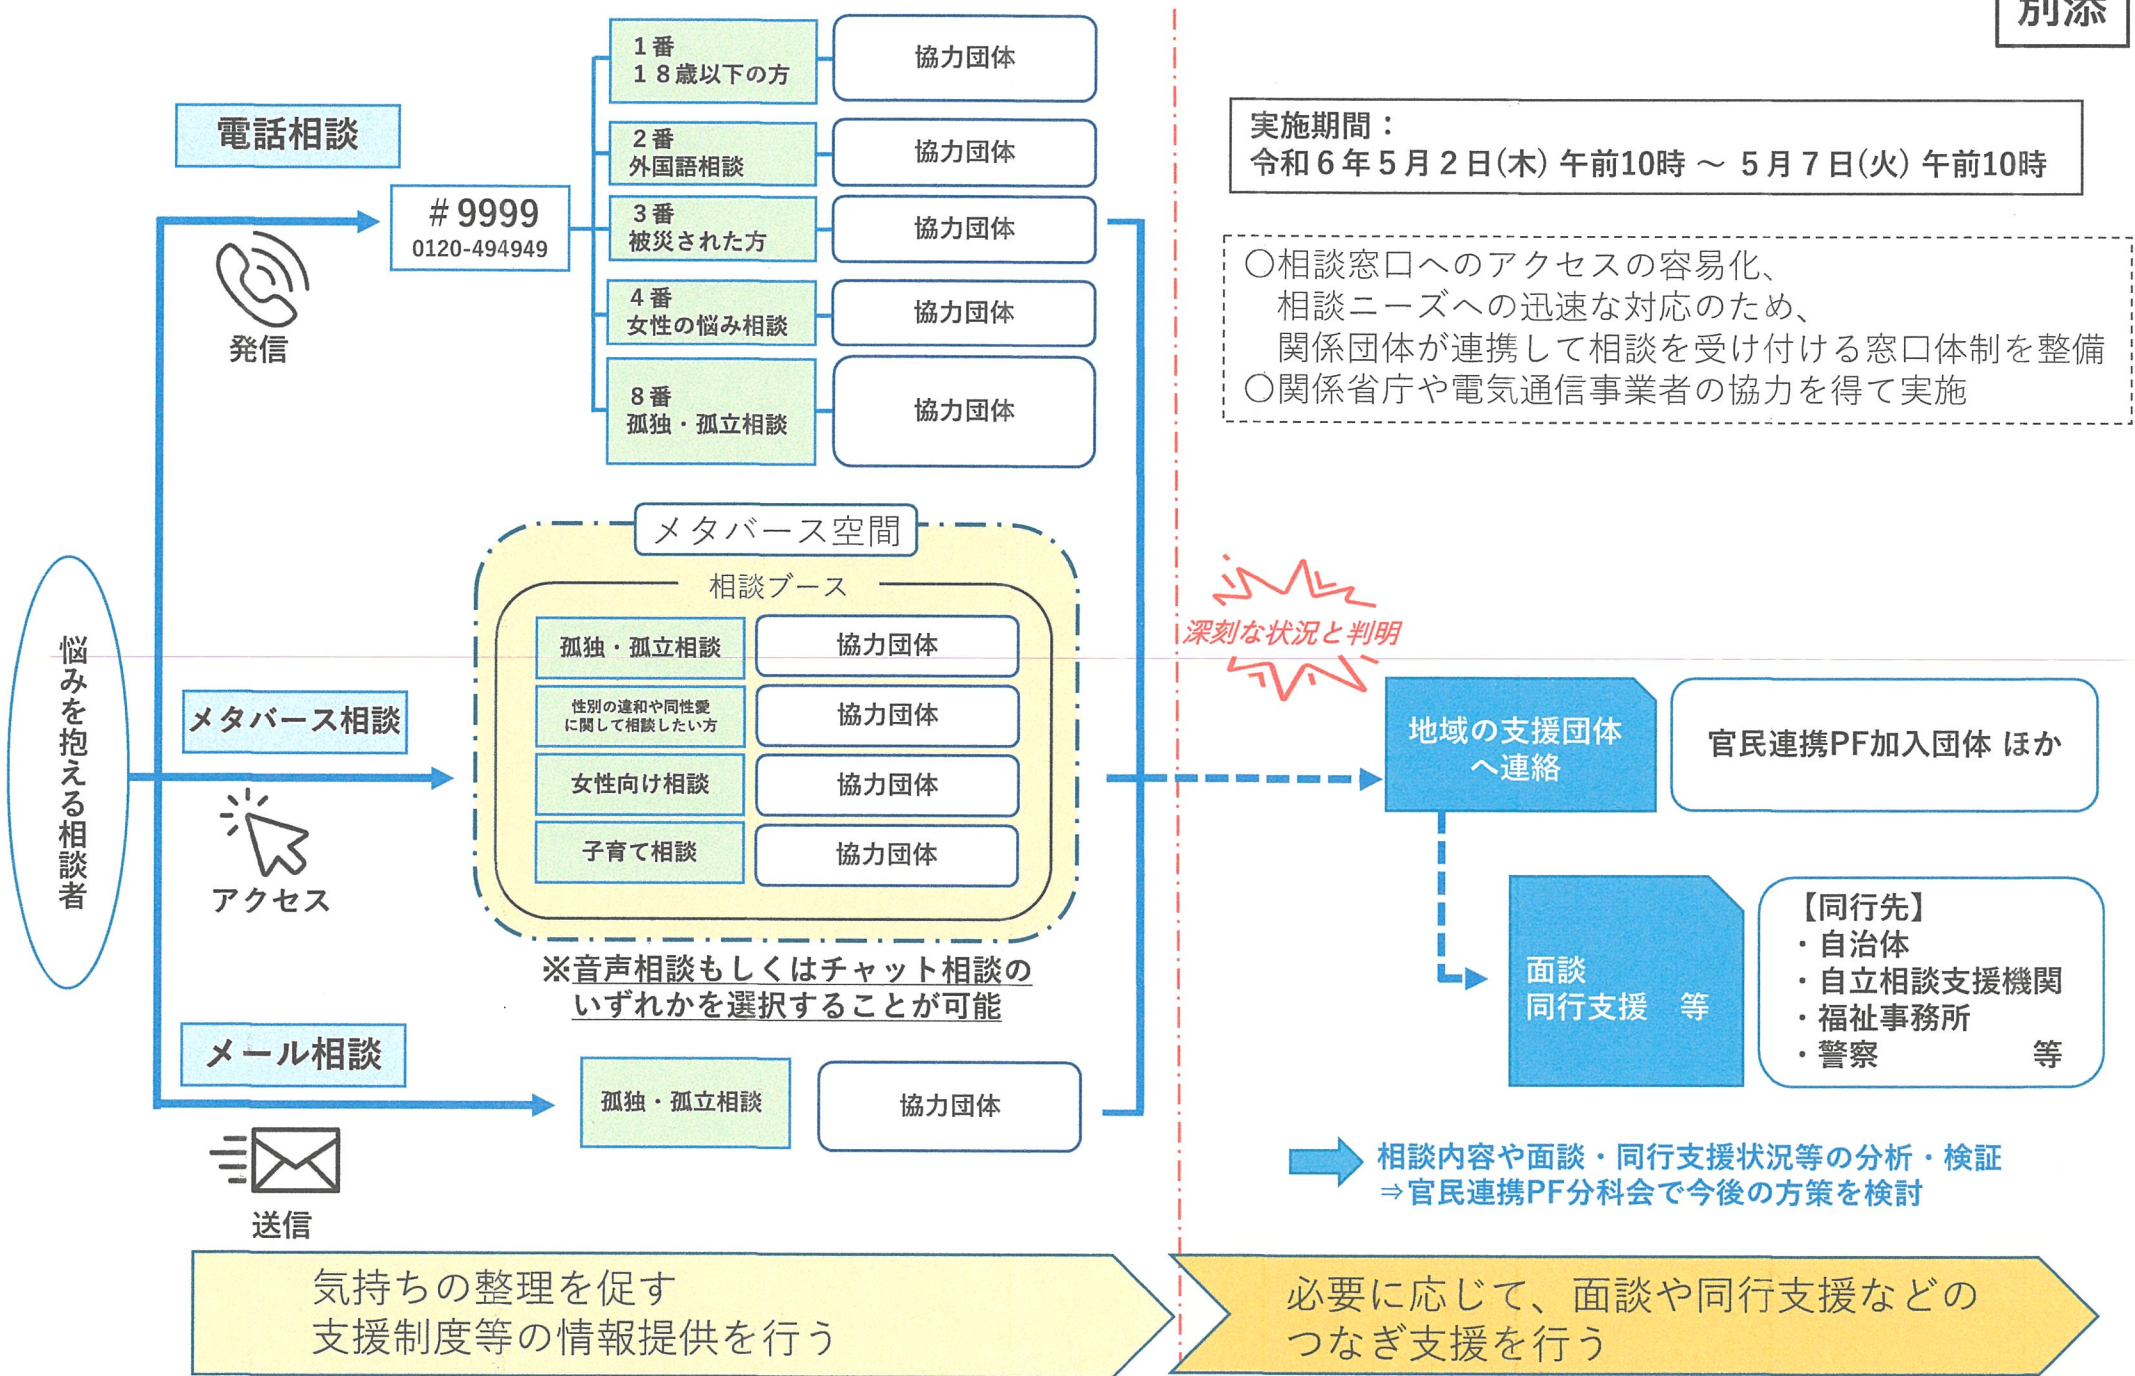 別添
電話相談
#9999
0120-494949
発信
1番
18歳以下の方
協力団体
2番
外国語相談
協力団体
3番
被災された方
協力団体
4番
女性の悩み相談
協力団体
8番
孤独・孤立相談
協力団体
実施期間：
令和6年5月2日(木) 午前10時 ～ 5月7日(火) 午前10時
○相談窓口へのアクセスの容易化、
相談ニーズへの迅速な対応のため、
関係団体が連携して相談を受け付ける窓口体制を整備
○関係省庁や電気通信事業者の協力を得て実施
悩みを抱える相談者
メタバース相談
アクセス
メタバース空間
相談ブース
孤独・孤立相談
協力団体
性別の違和や同性愛
に関して相談したい方
協力団体
女性向け相談
協力団体
子育て相談
協力団体
※音声相談もしくはチャット相談の
いずれかを選択することが可能
メール相談
送信
孤独・孤立相談
協力団体
深刻な状況と判明
地域の支援団体
へ連絡
官民連携PF加入団体 ほか
面談
同行支援　等
【同行先】
・自治体
・自立相談支援機関
・福祉事務所
・警察　等
相談内容や面談・同行支援状況等の分析・検証
⇒官民連携PF分科会で今後の方策を検討
気持ちの整理を促す
支援制度等の情報提供を行う
必要に応じて、面談や同行支援などの
つなぎ支援を行う